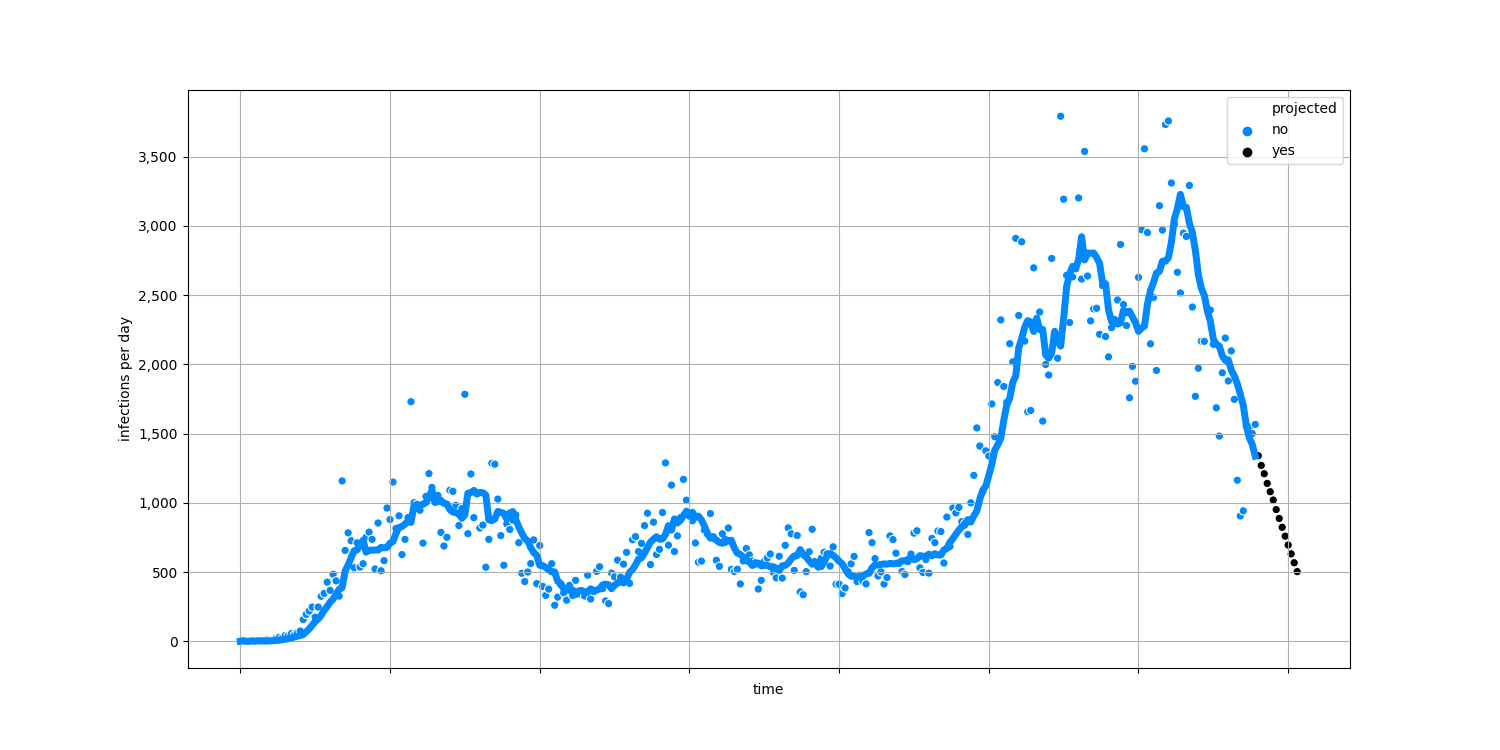 projected
no
yes
3,500
3,000
2,500
2,000
1,500
1,000
500
0
infections per day
time